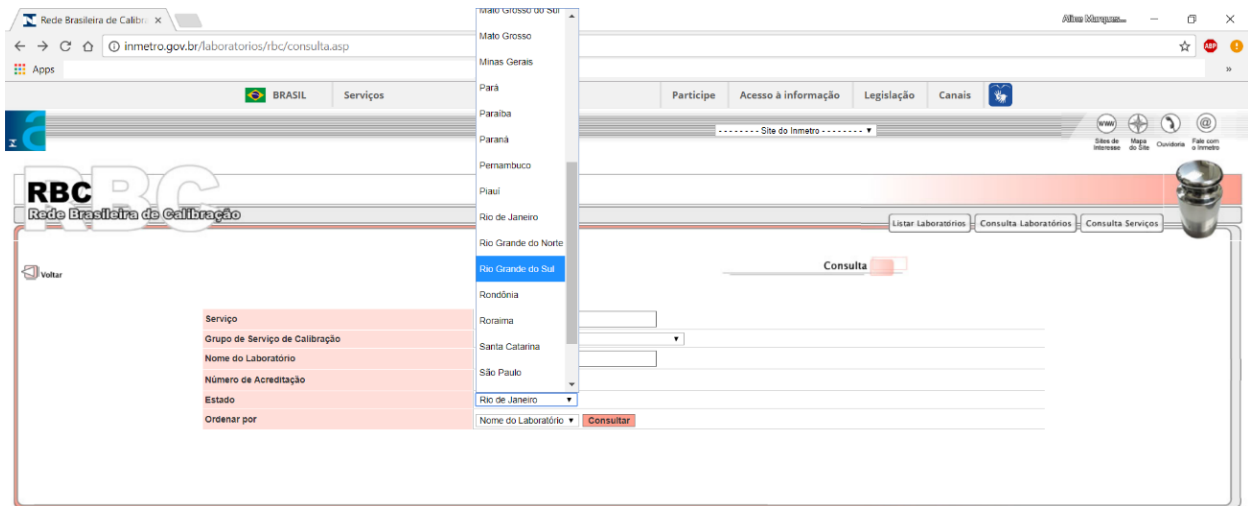 Rede Brasileira de Calibr
Aline Marques...
inmetro.gov.br/laboratorios/rbc/consulta.asp
ABP
Apps
»
BRASIL
Serviços
Participe
Acesso à informação
Legislação
Canais
-------- Site do Inmetro --------
www
Sites de Interesse
Mapa do Site
Ouvidoria
@
Fale com o Inmetro
RBC
RBC
Rede Brasileira de Calibração
Listar Laboratórios
Consulta Laboratórios
Consulta Serviços
Voltar
Consulta
Mato Grosso do Sul
Mato Grosso
Minas Gerais
Pará
Paraíba
Paraná
Pernambuco
Piauí
Rio de Janeiro
Rio Grande do Norte
Rio Grande do Sul
Rondônia
Roraima
Santa Catarina
São Paulo
Serviço
Grupo de Serviço de Calibração
Nome do Laboratório
Número de Acreditação
Estado
Rio de Janeiro
Ordenar por
Nome do Laboratório
Consultar